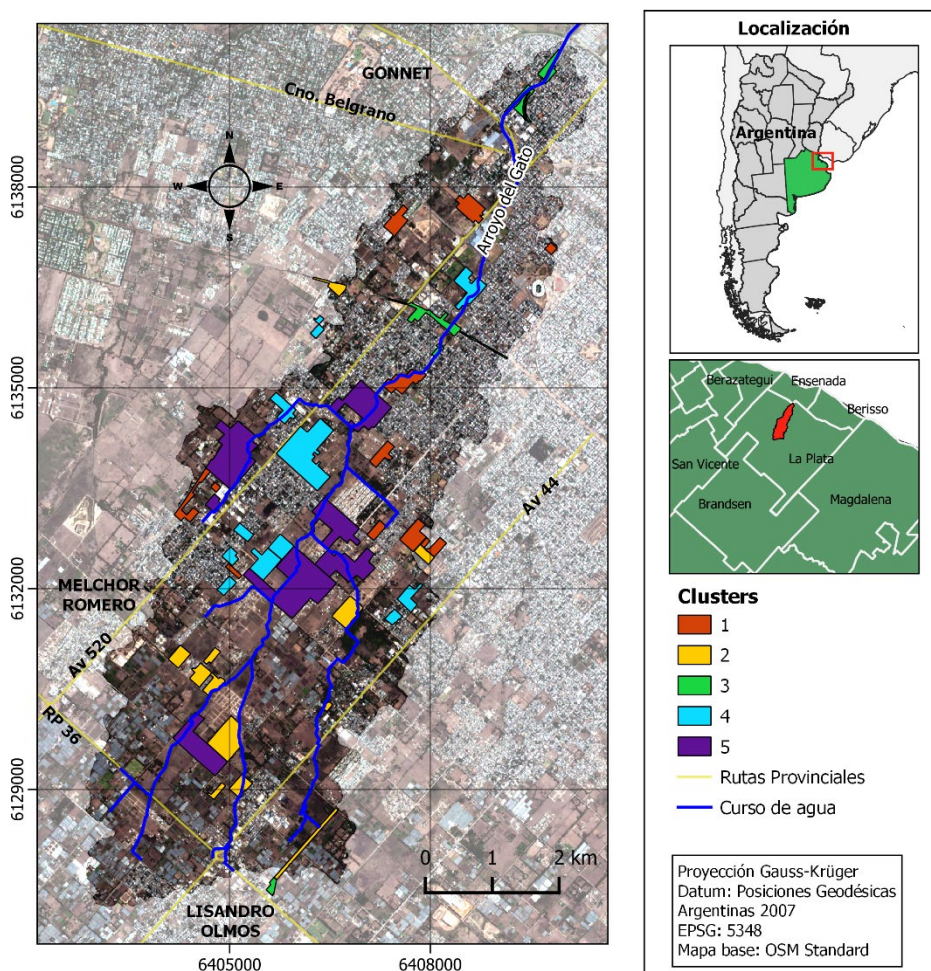 GONNET
Cno. Belgrano
N
W
E
S
Arroyo del Gato
6138000
6135000
6132000
6129000
Av 44
MELCHOR
ROMERO
Av 520
RP 36
0 1 2 km
LISANDRO
OLMOS
6405000
6408000
Localización
Argentina
Berazategui
Ensenada
Berisso
San Vicente
La Plata
Brandsen
Magdalena
Clusters
1
2
3
4
5
Rutas Provinciales
Curso de agua
Proyección Gauss-Krüger
Datum: Posiciones Geodésicas
Argentinas 2007
EPSG: 5348
Mapa base: OSM Standard